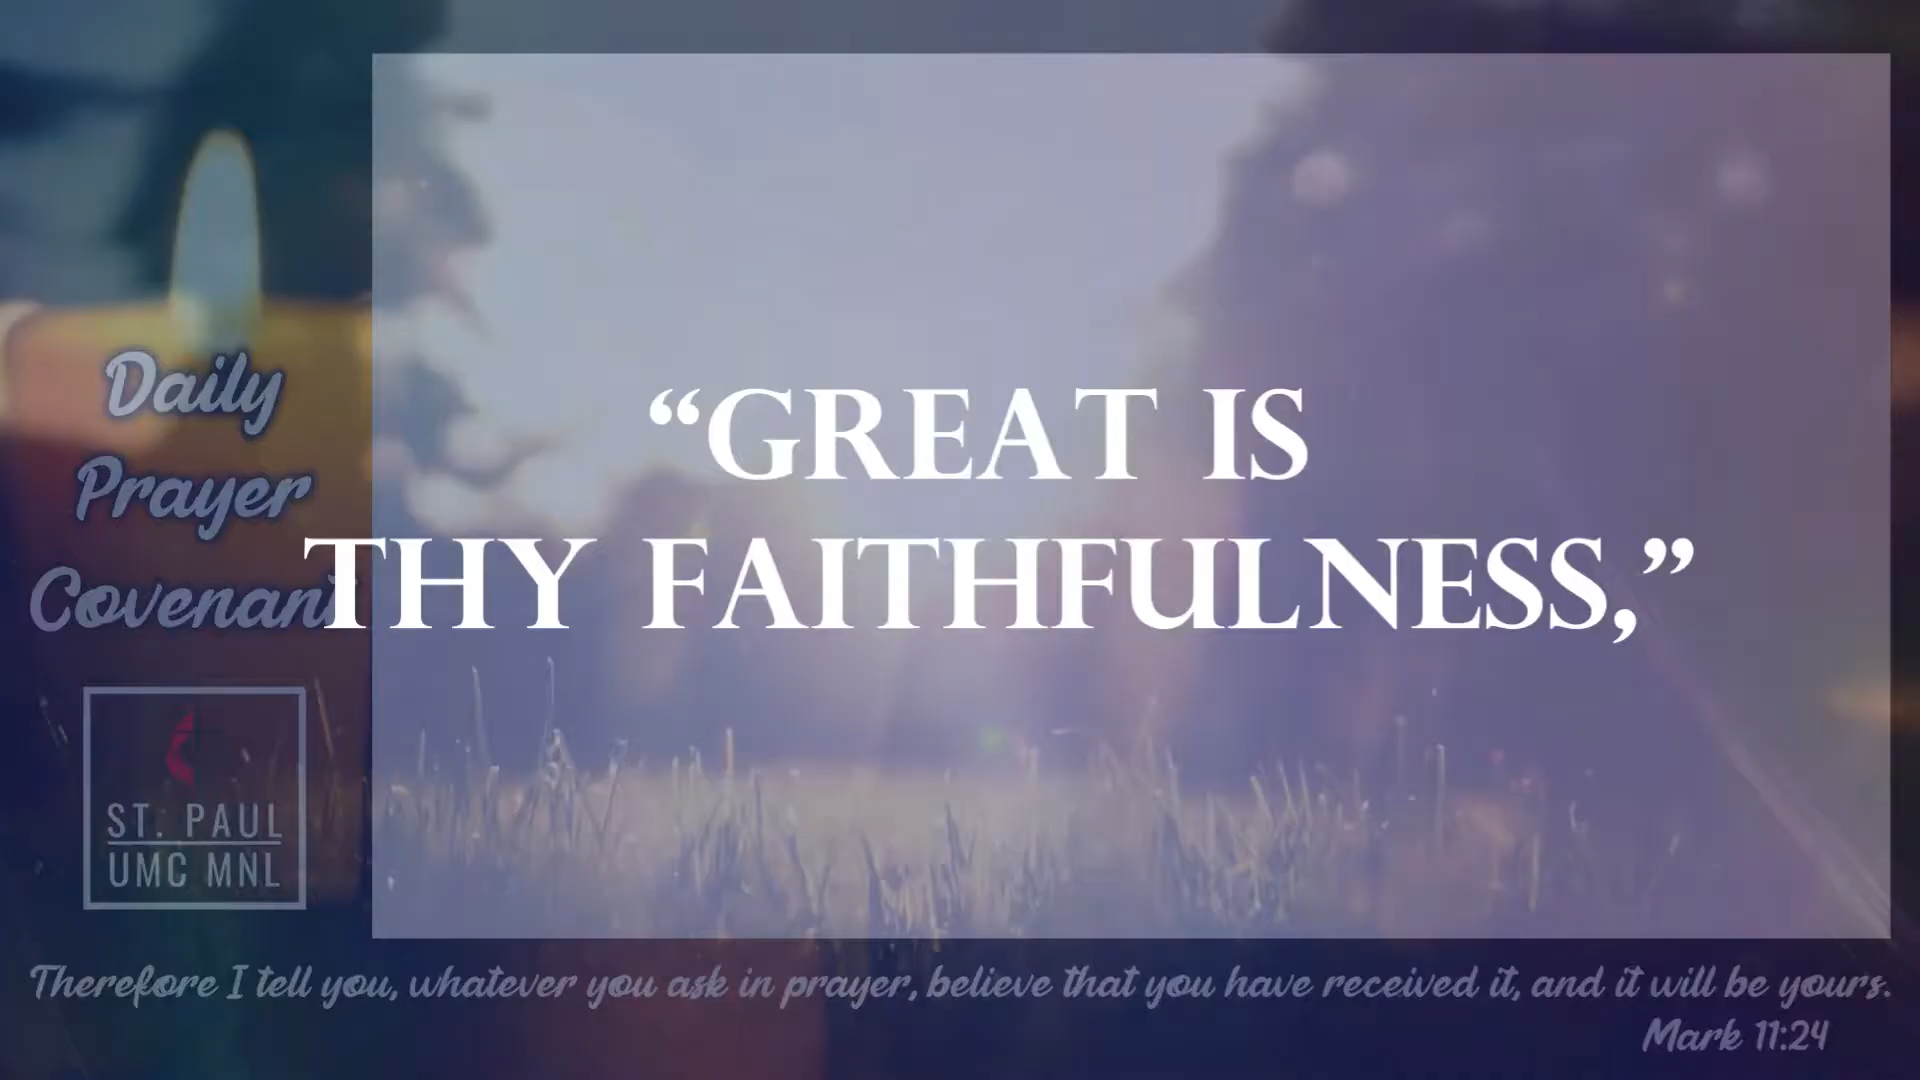 Daily
Prayer
Covenant
“GREAT IS
THY FAITHFULNESS,”
ST. PAUL
UMC MNL
Therefore I tell you, whatever you ask in prayer, believe that you have received it, and it will be yours.
Mark 11:24